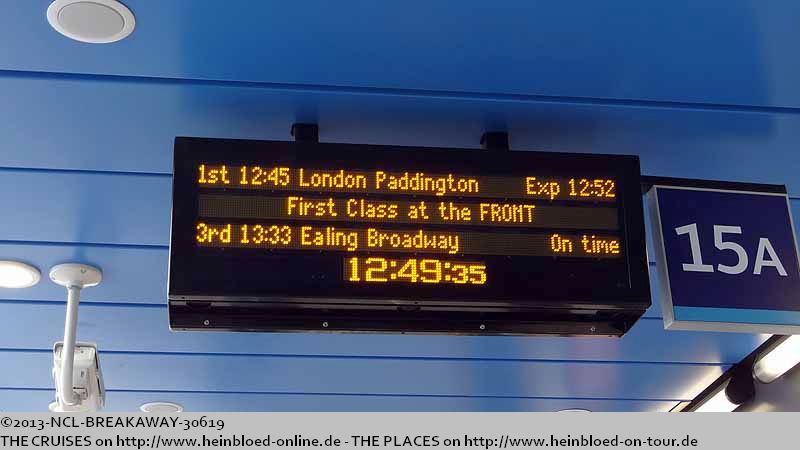 1st 12:45 London Paddington Exp 12:52
First Class at the FRONT
3rd 13:33 Ealing Broadway On time
12:49:35
15A
©2013-NCL-BREAKAWAY-30619
THE CRUISES on http://www.heinbloed-online.de - THE PLACES on http://www.heinbloed-on-tour.de